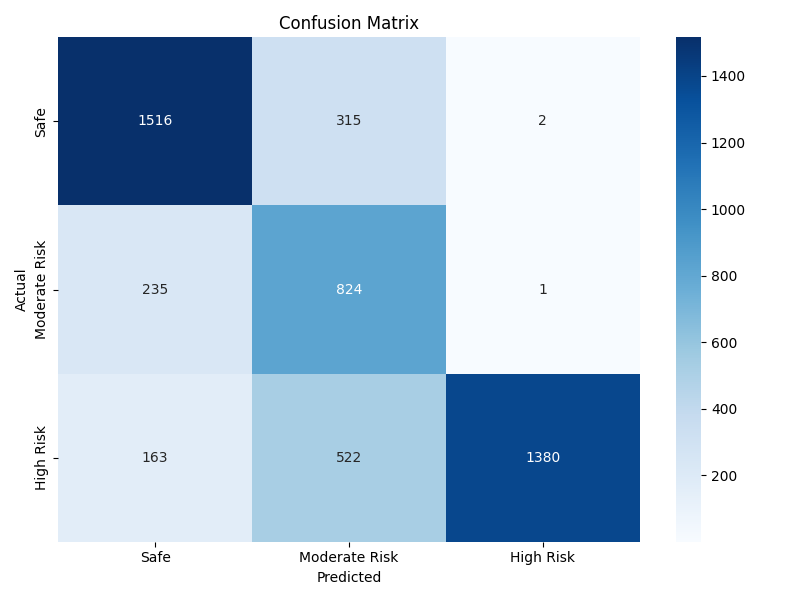 Confusion Matrix
Actual
Safe
1516 315 2
Moderate Risk
235 824 1
High Risk
163 522 1380
Safe Moderate Risk High Risk
Predicted
1400
1200
1000
800
600
400
200